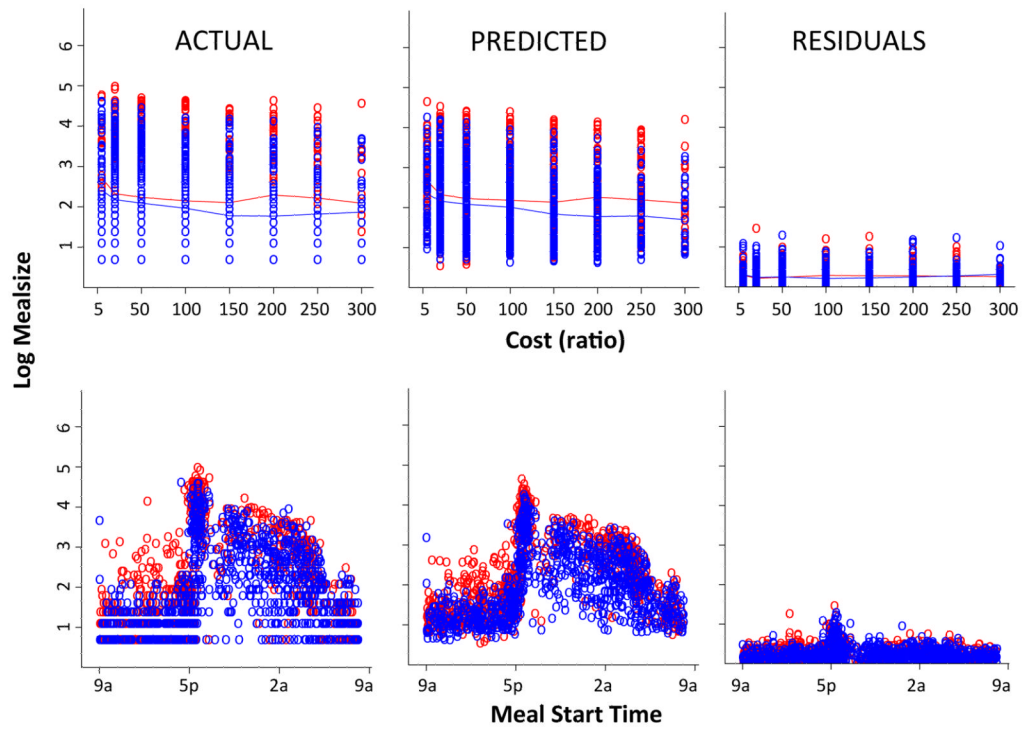 ACTUAL PREDICTED RESIDUALS
6
5
4
3
2
1
5 50 100 150 200 250 300 5 50 100 150 200 250 300 5 50 100 150 200 250 300
Cost (ratio)
Log Mealsize
6
5
4
3
2
1
9a 5p 2a 9a 9a 5p 2a 9a 9a 5p 2a 9a
Meal Start Time